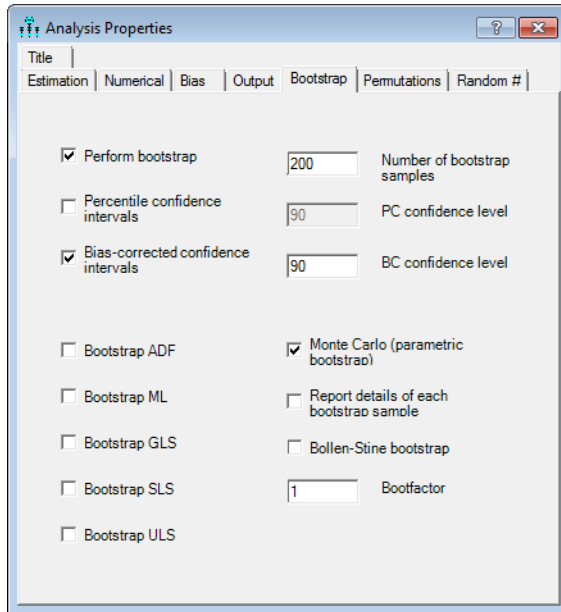 Analysis Properties
?
Title
Estimation Numerical Bias Output Bootstrap Permutations Random #
Perform bootstrap
200
Number of bootstrap
samples
Percentile confidence
intervals
90
PC confidence level
Bias-corrected confidence
intervals
90
BC confidence level
Bootstrap ADF
Monte Carlo (parametric
bootstrap)
Bootstrap ML
Report details of each
bootstrap sample
Bootstrap GLS
Bollen-Stine bootstrap
Bootstrap SLS
1
Bootfactor
Bootstrap ULS